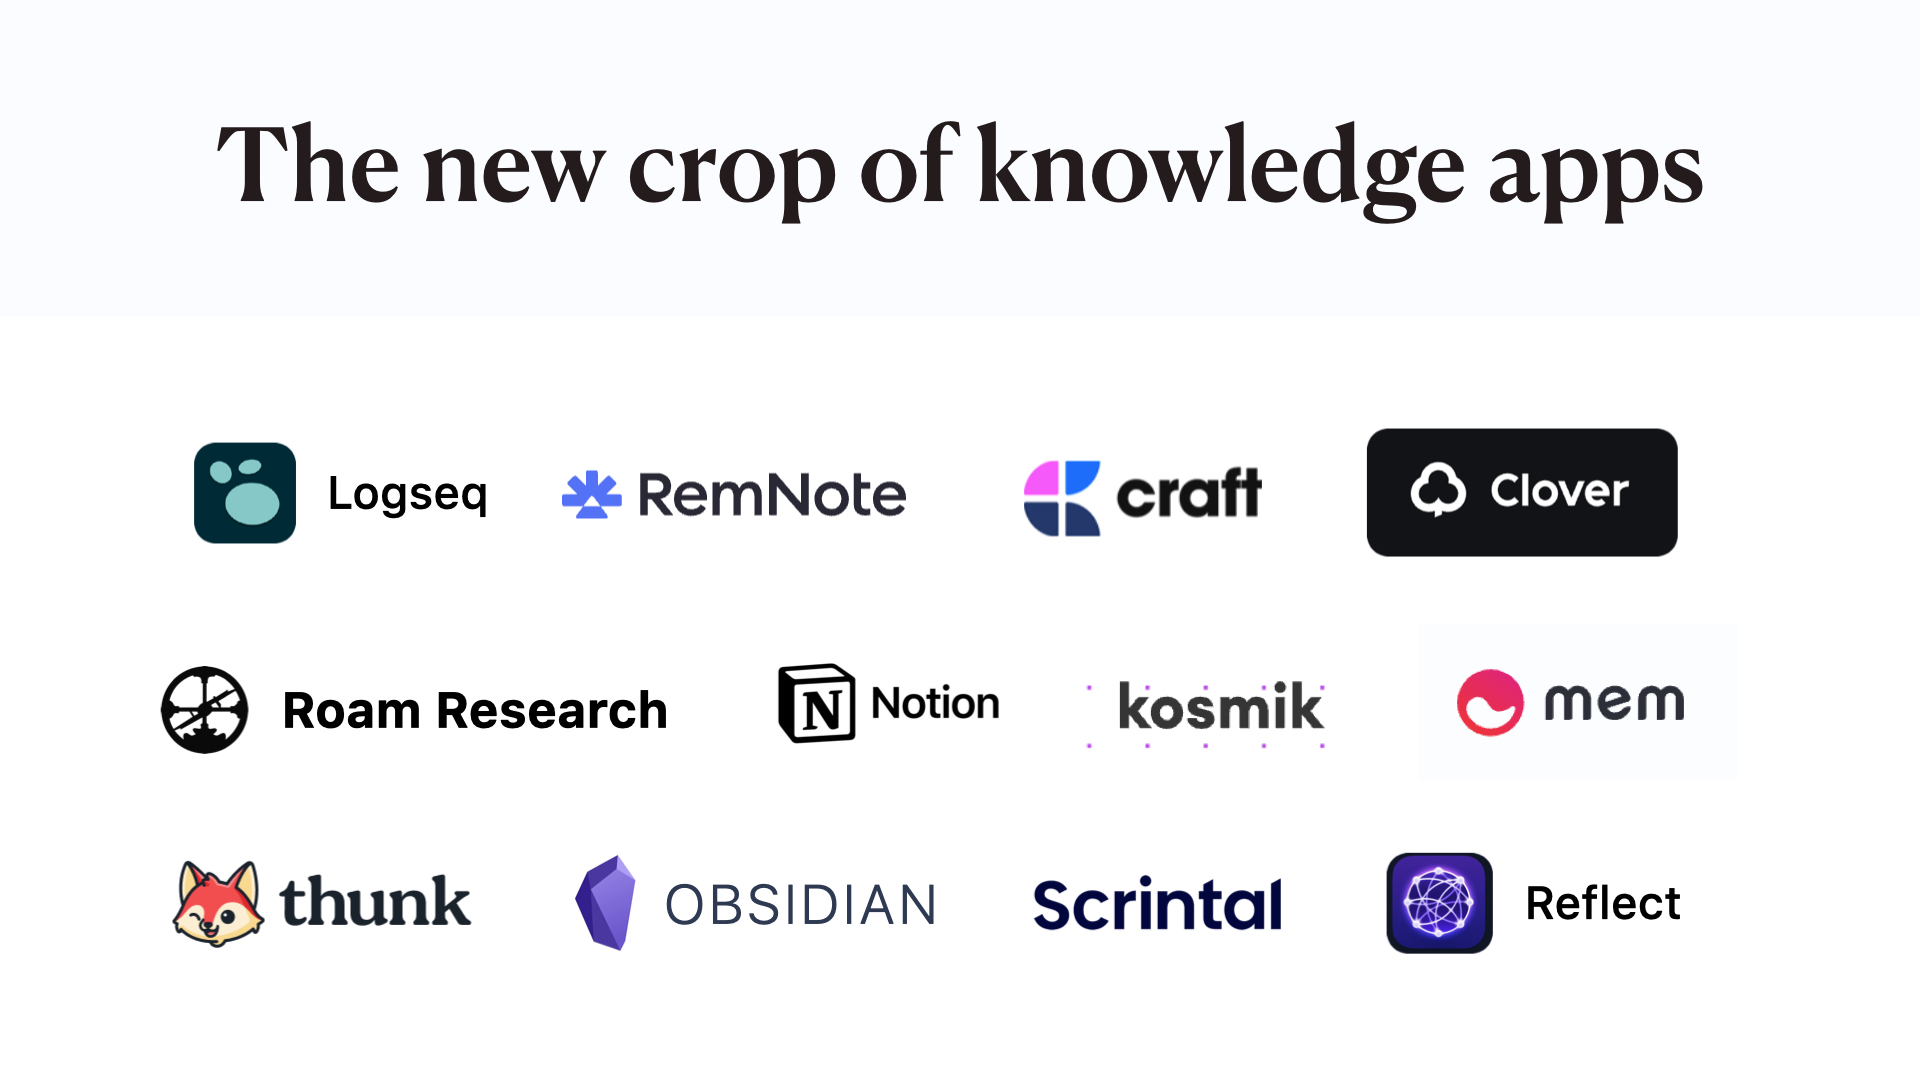 The new crop of knowledge apps
Logseq RemNote craft Clover
Roam Research N Notion kosmik mem
thunk OBSIDIAN Scrintal Reflect